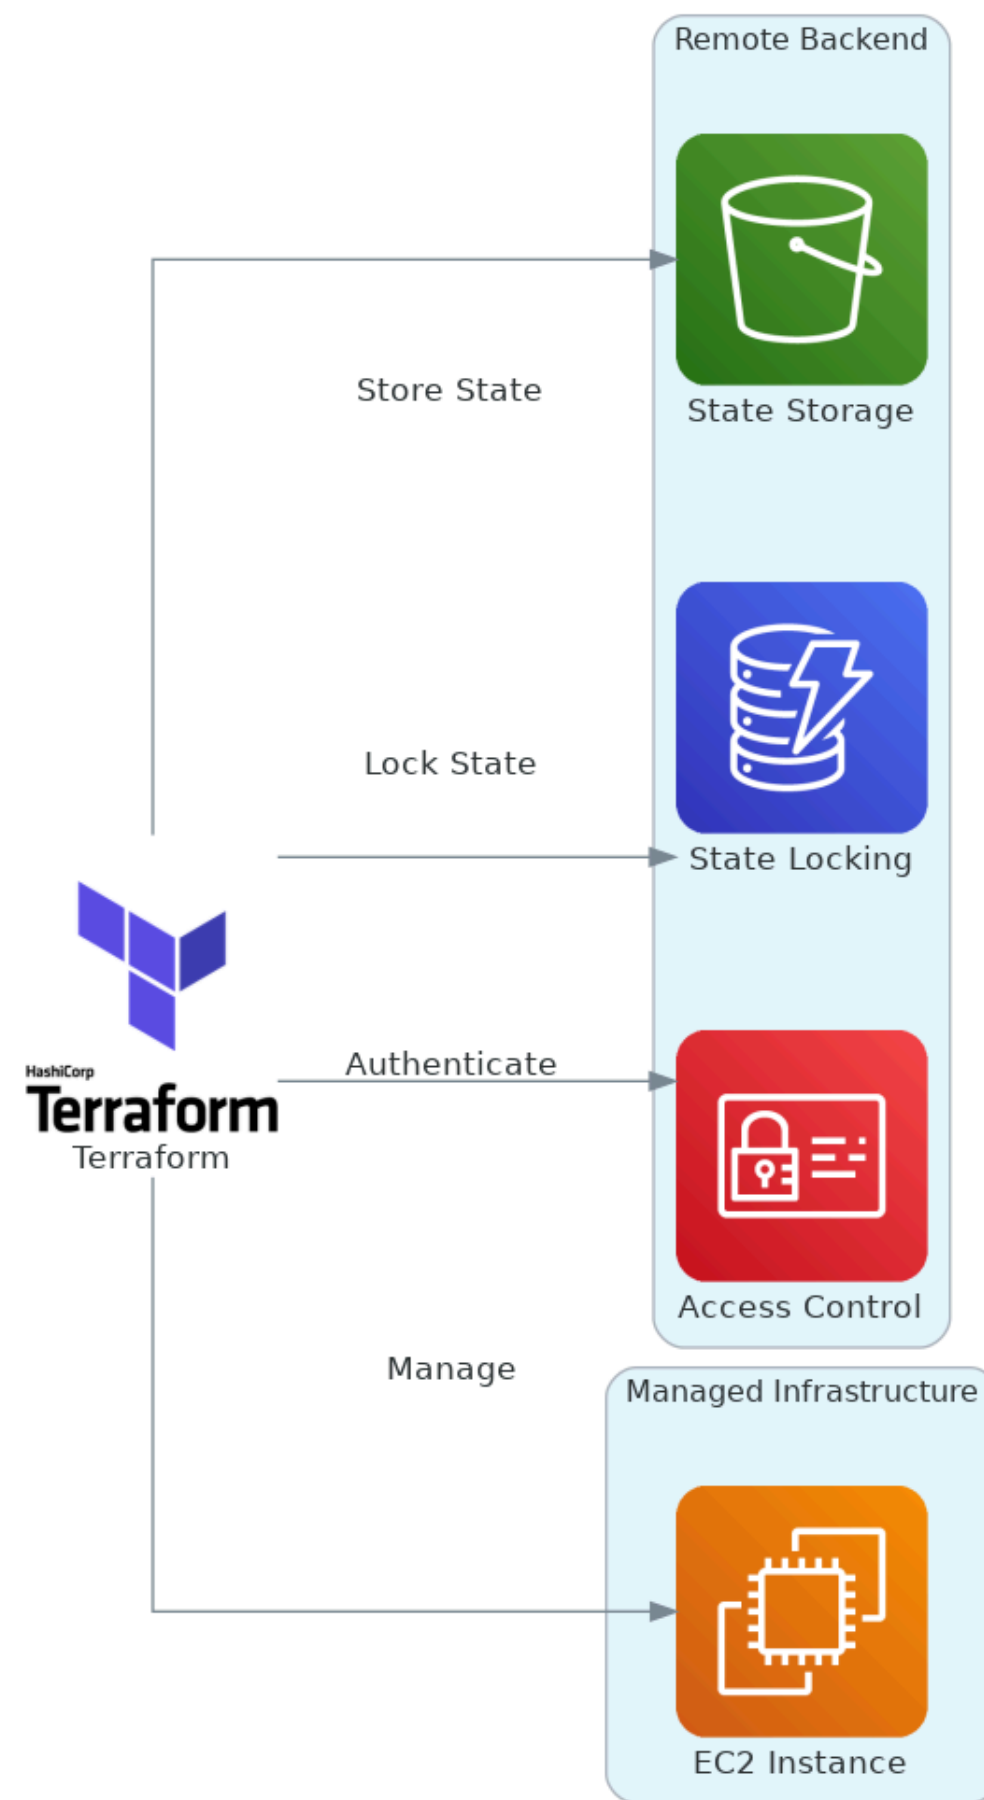 Remote Backend
Store State
State Storage
Lock State
State Locking
HashiCorp
Terraform
Terraform
Authenticate
Access Control
Manage
Managed Infrastructure
EC2 Instance